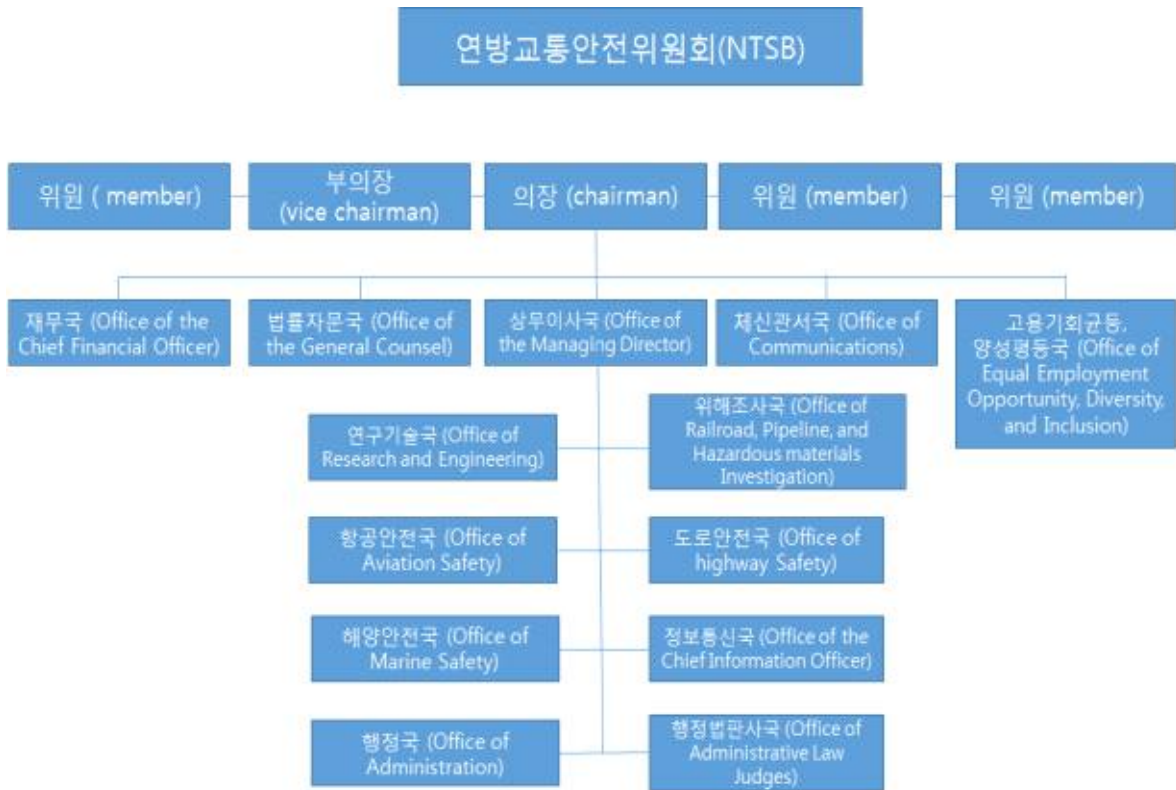 연방교통안전위원회(NTSB)
위원 ( member)
부의장
(vice chairman)
의장 (chairman)
위원 (member)
위원 (member)
재무국 (Office of the
Chief Financial Officer)
법률자문국 (Office of
the General Counsel)
상무이사국 (Office of
the Managing Director)
체신관서국 (Office of
Communications)
고용기회균등,
양성평등국 (Office of
Equal Employment
Opportunity, Diversity,
and Inclusion)
연구기술국 (Office of
Research and Engineering)
위해조사국 (Office of
Railroad, Pipeline, and
Hazardous materials
Investigation)
항공안전국 (Office of
Aviation Safety)
도로안전국 (Office of
highway Safety)
해양안전국 (Office of
Marine Safety)
정보통신국 (Office of the
Chief Information Officer)
행정국 (Office of
Administration)
행정법판사국 (Office of
Administrative Law
Judges)